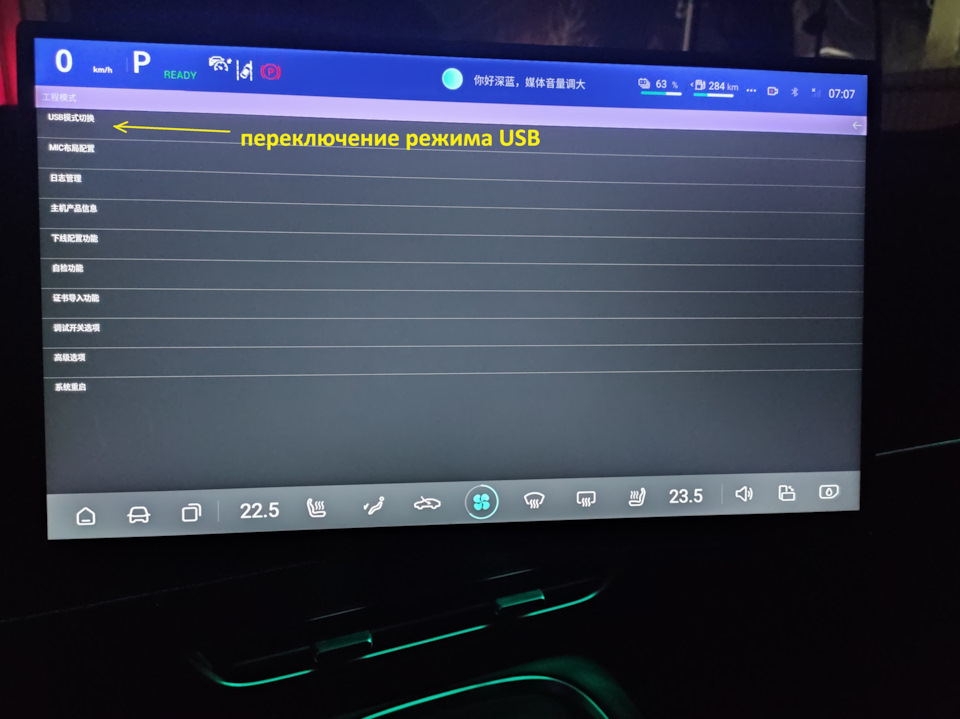 0 km/h P READY
你好深蓝，媒体音量调大
63 % 284 km ... 07:07
工程模式
USB模式切换
переключение режима USB
MIC布局配置
日志管理
主机产品信息
下线配置功能
自检功能
证书导入功能
调试开关选项
高级选项
系统重启
22.5 23.5